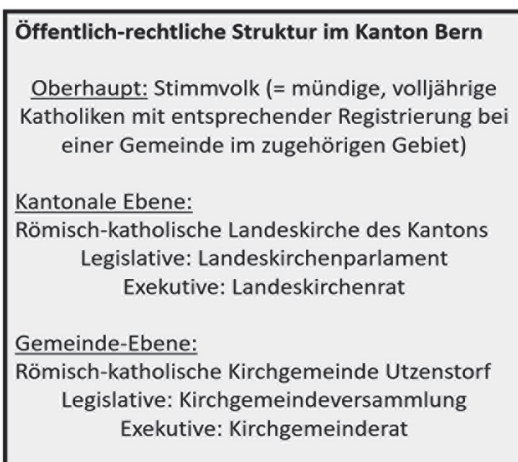 Öffentlich-rechtliche Struktur im Kanton Bern
Oberhaupt: Stimmvolk (= mündige, volljährige
Katholiken mit entsprechender Registrierung bei
einer Gemeinde im zugehörigen Gebiet)
Kantonale Ebene:
Römisch-katholische Landeskirche des Kantons
Legislative: Landeskirchenparlament
Exekutive: Landeskirchenrat
Gemeinde-Ebene:
Römisch-katholische Kirchgemeinde Utzenstorf
Legislative: Kirchgemeindeversammlung
Exekutive: Kirchgemeinderat